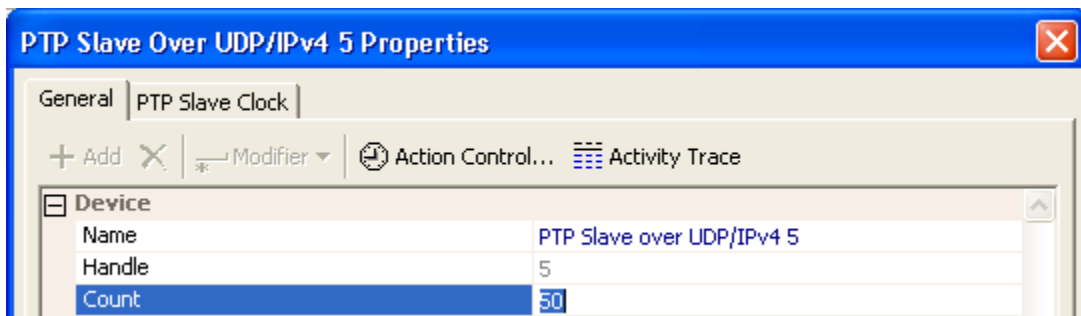 PTP Slave Over UDP/IPv4 5 Properties
General PTP Slave Clock
Add Modifier Action Control... Activity Trace
Device
Name PTP Slave over UDP/IPv4 5
Handle 5
Count 50